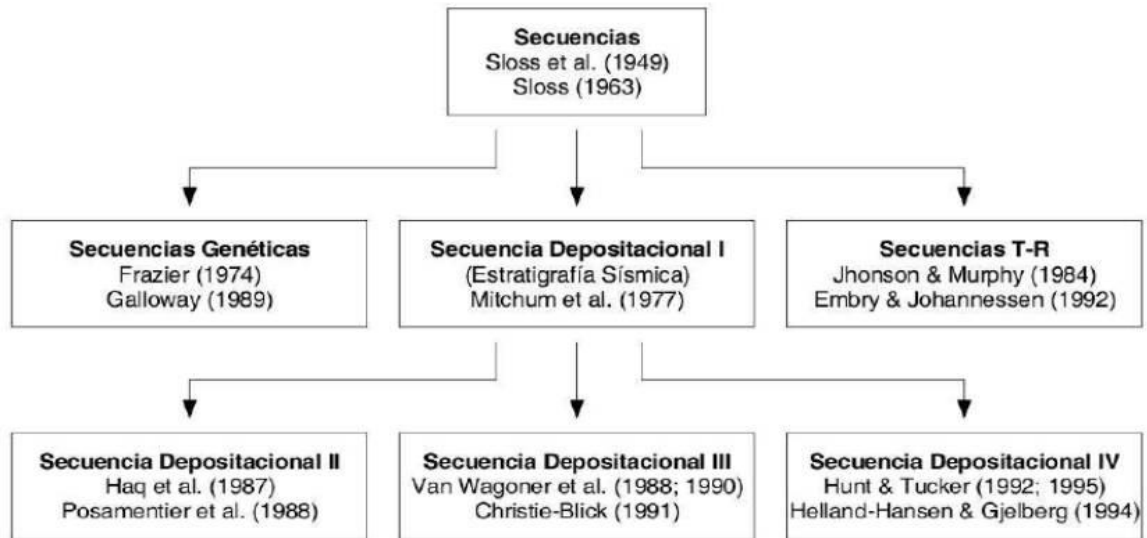 Secuencias
Sloss et al. (1949)
Sloss (1963)
Secuencias Genéticas
Frazier (1974)
Galloway (1989)
Secuencia Depositacional I
(Estratigrafía Sísmica)
Mitchum et al. (1977)
Secuencias T-R
Jhonson & Murphy (1984)
Embry & Johannessen (1992)
Secuencia Depositacional II
Haq et al. (1987)
Posamentier et al. (1988)
Secuencia Depositacional III
Van Wagoner et al. (1988; 1990)
Christie-Blick (1991)
Secuencia Depositacional IV
Hunt & Tucker (1992; 1995)
Helland-Hansen & Gjelberg (1994)